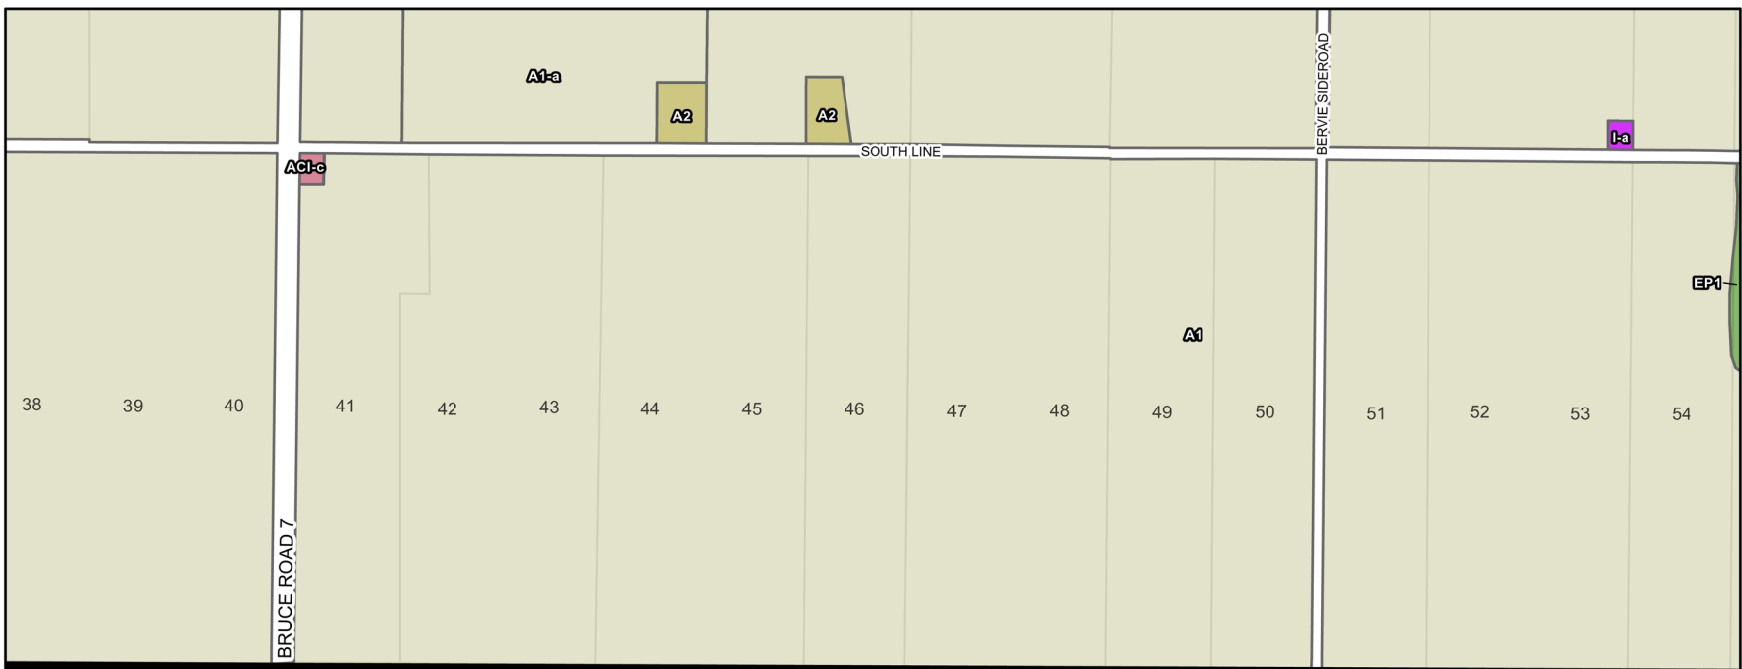 A1-a
A2
A2
BERVIE SIDEROAD
I-a
SOUTH LINE
ACI-c
EP1
A1
38
39
40
41
42
43
44
45
46
47
48
49
50
51
52
53
54
BRUCE ROAD 7